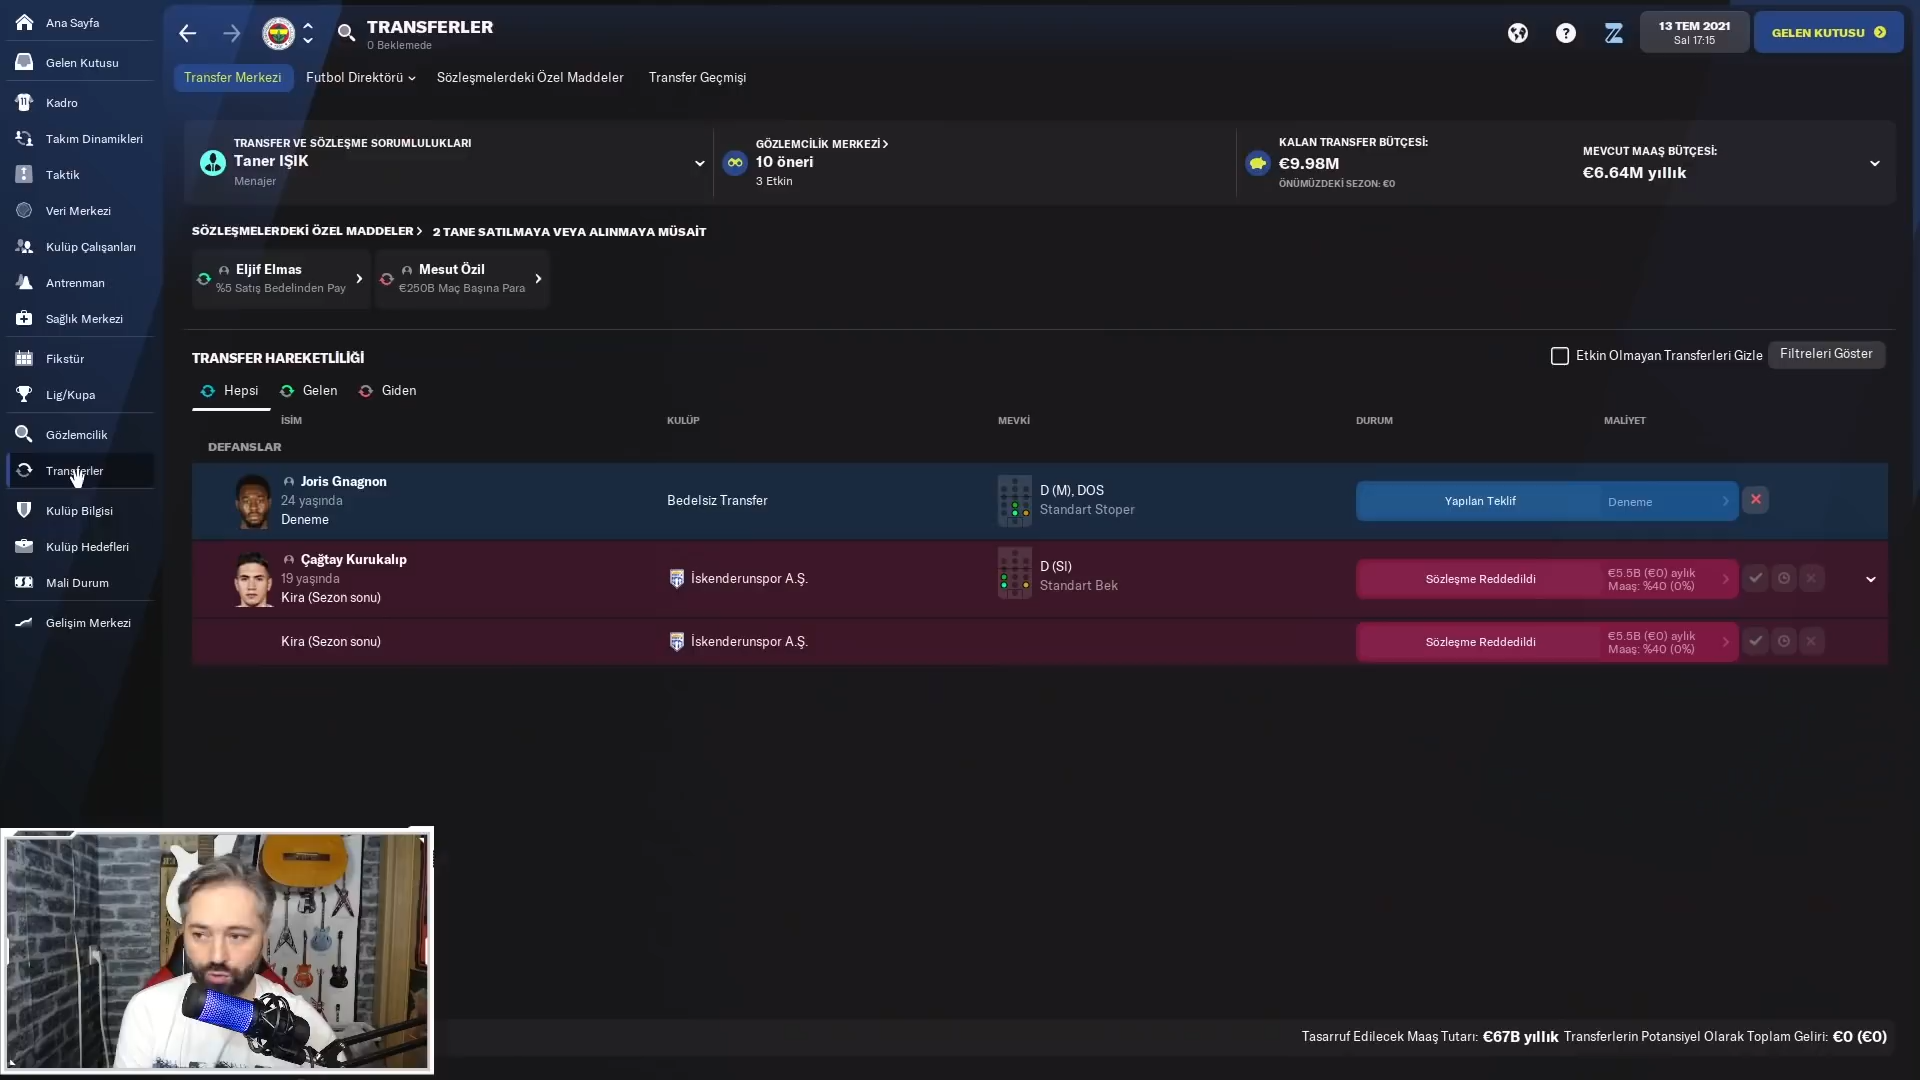 Ana Sayfa
Gelen Kutusu
Kadro
Takım Dinamikleri
Taktik
Veri Merkezi
Kulüp Çalışanları
Antrenman
Sağlık Merkezi
Fikstür
Lig/Kupa
Gözlemcilik
Transferler
Kulüp Bilgisi
Kulüp Hedefleri
Mali Durum
Gelişim Merkezi
TRANSFERLER
0 Beklemede
13 TEM 2021
Sal 17:15
GELEN KUTUSU
Transfer Merkezi
Futbol Direktörü
Sözleşmelerdeki Özel Maddeler
Transfer Geçmişi
TRANSFER VE SÖZLEŞME SORUMLULUKLARI
Taner IŞIK
Menajer
GÖZLEMCİLİK MERKEZİ >
10 öneri
3 Etkin
KALAN TRANSFER BÜTÇESİ:
€9.98M
ÖNÜMÜZDEKİ SEZON: €0
MEVCUT MAAŞ BÜTÇESİ:
€6.64M yıllık
SÖZLEŞMELERDEKİ ÖZEL MADDELER > 2 TANE SATILMAYA VEYA ALINMAYA MÜSAİT
Eljif Elmas
%5 Satış Bedelinden Pay
Mesut Özil
€250B Maç Başına Para
TRANSFER HAREKETLİLİĞİ
Etkin Olmayan Transferleri Gizle
Filtreleri Göster
Hepsi
Gelen
Giden
İSİM
KULÜP
MEVKİ
DURUM
MALİYET
DEFANSLAR
Joris Gnagnon
24 yaşında
Deneme
Bedelsiz Transfer
D (M), DOS
Standart Stoper
Yapılan Teklif
Deneme
Çağtay Kurukalıp
19 yaşında
Kira (Sezon sonu)
İskenderunspor A.Ş.
D (Sl)
Standart Bek
Sözleşme Reddedildi
€5.5B (€0) aylık
Maaş: %40 (0%)
Kira (Sezon sonu)
İskenderunspor A.Ş.
Sözleşme Reddedildi
€5.5B (€0) aylık
Maaş: %40 (0%)
Tasarruf Edilecek Maaş Tutarı: €67B yıllık Transferlerin Potansiyel Olarak Toplam Geliri: €0 (€0)